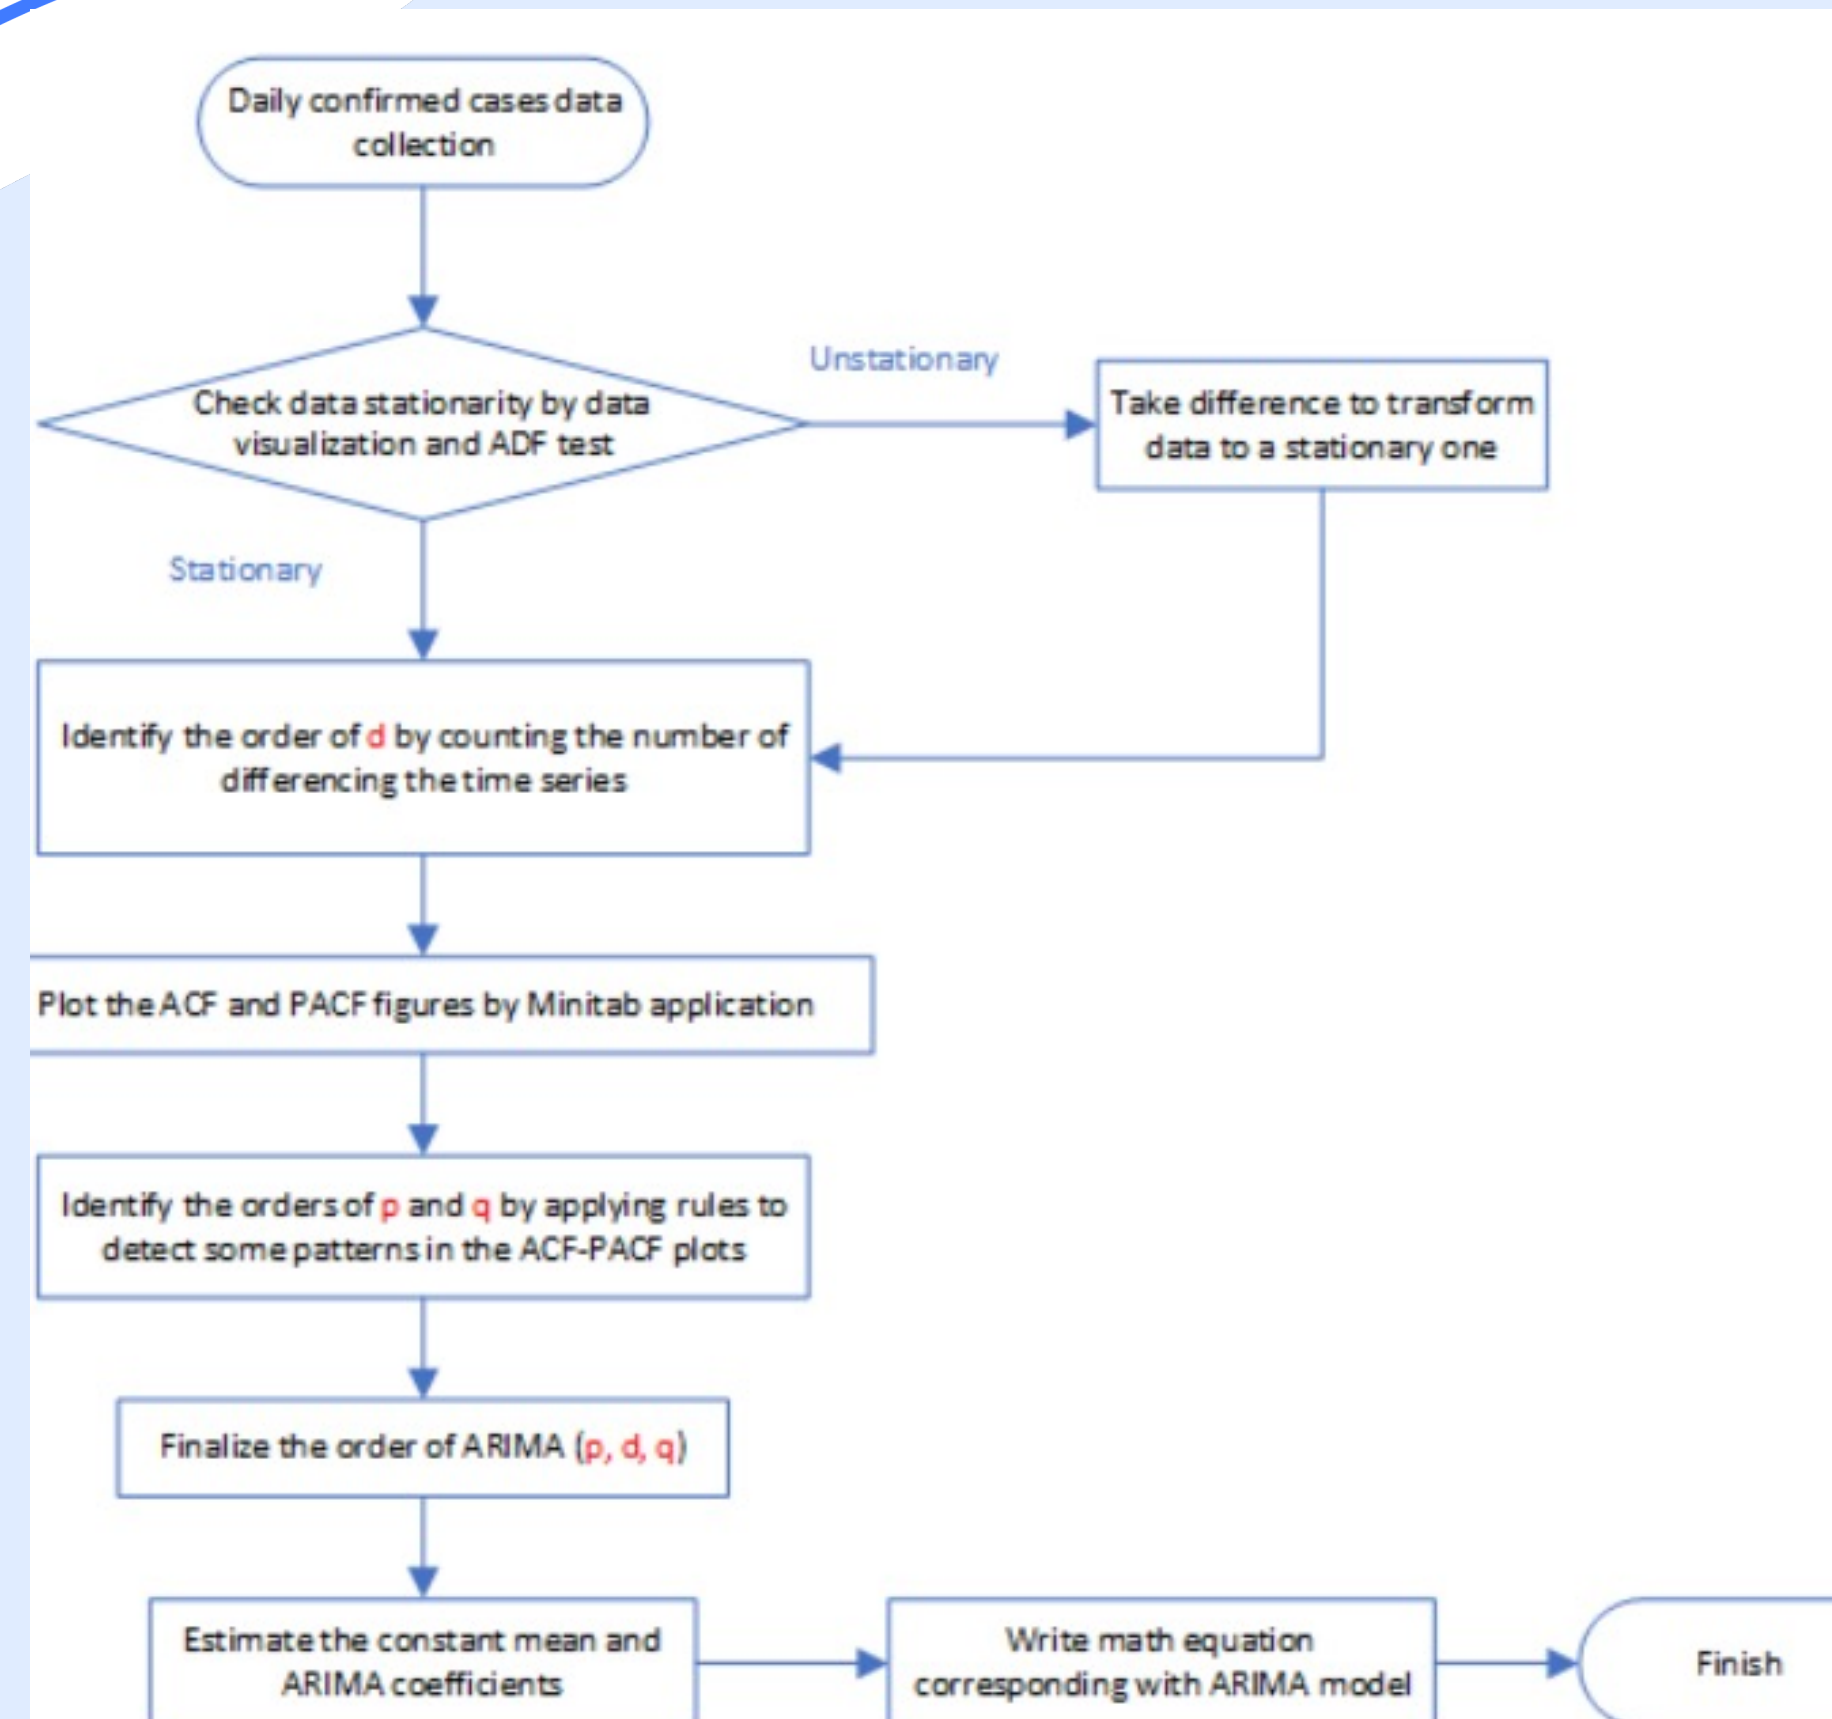 Daily confirmed cases data
collection
Check data stationarity by data
visualization and ADF test
Unstationary
Take difference to transform
data to a stationary one
Stationary
Identify the order of d by counting the number of
differencing the time series
Plot the ACF and PACF figures by Minitab application
Identify the orders of p and q by applying rules to
detect some patterns in the ACF-PACF plots
Finalize the order of ARIMA (p, d, q)
Estimate the constant mean and
ARIMA coefficients
Write math equation
corresponding with ARIMA model
Finish